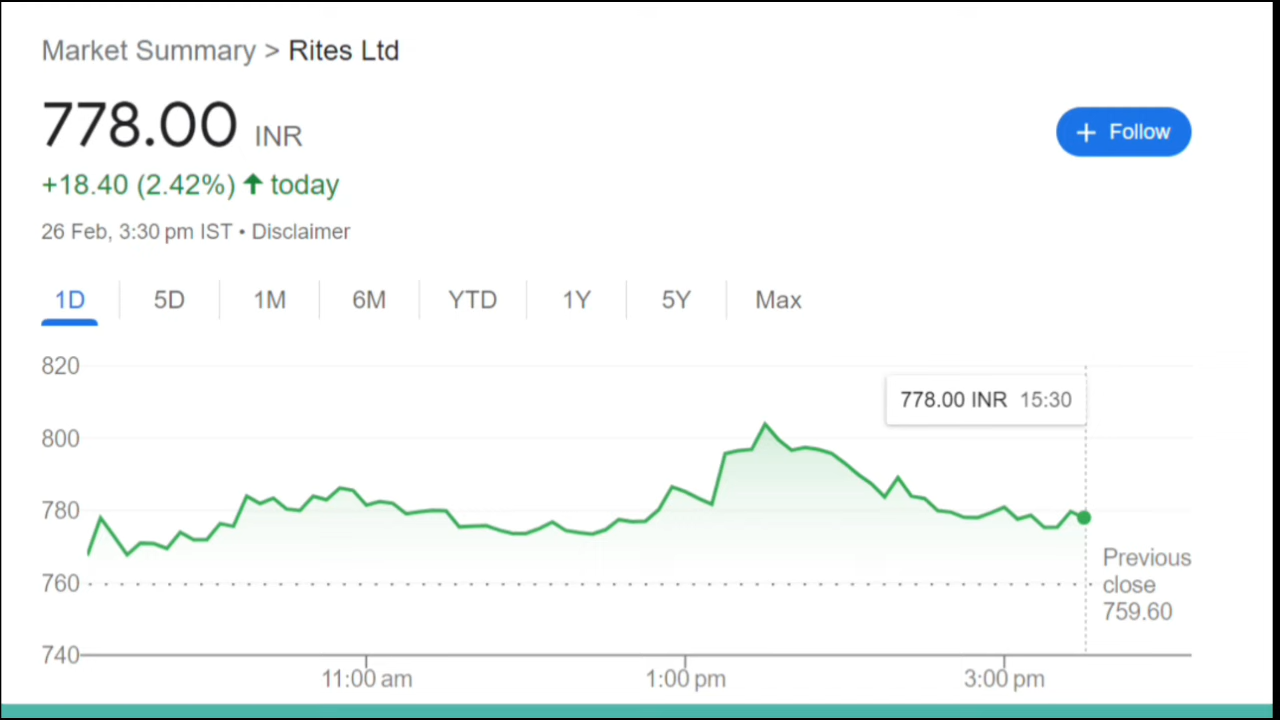 Market Summary > Rites Ltd
778.00 INR
+ Follow
+18.40 (2.42%) ↑ today
26 Feb, 3:30 pm IST • Disclaimer
1D 5D 1M 6M YTD 1Y 5Y Max
820
778.00 INR 15:30
800
780
760
Previous
close
759.60
740
11:00 am 1:00 pm 3:00 pm